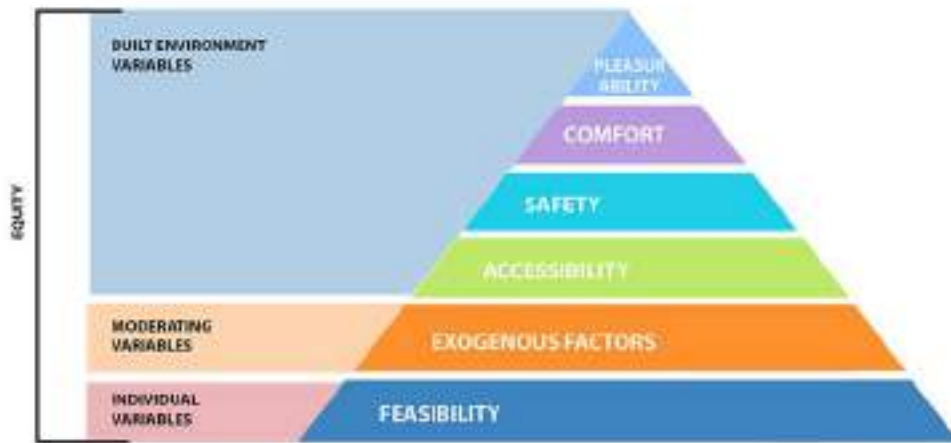 BUILT ENVIRONMENT
VARIABLES
PLEASUR
ABILITY
COMFORT
SAFETY
EQUITY
ACCESSIBILITY
MODERATING
VARIABLES
EXOGENOUS FACTORS
INDIVIDUAL
VARIABLES
FEASIBILITY